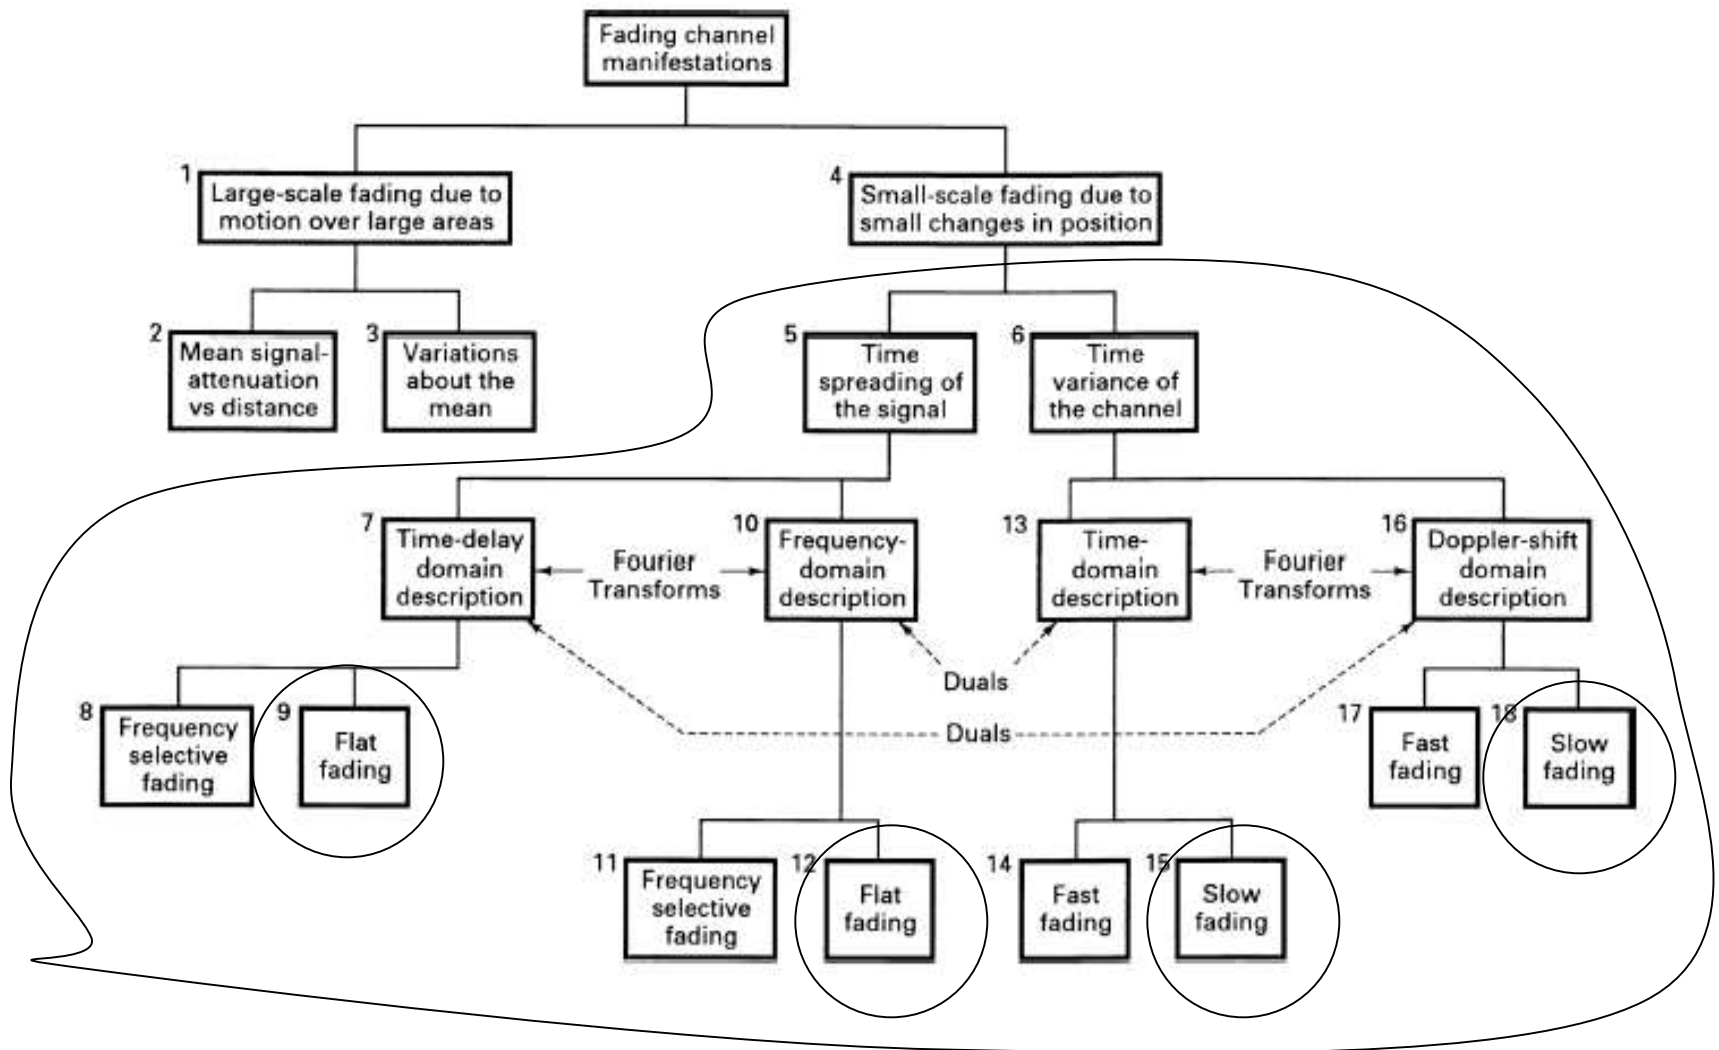 Fading channel
manifestations
1
Large-scale fading due to
motion over large areas
4
Small-scale fading due to
small changes in position
2
Mean signal-
attenuation
vs distance
3
Variations
about the
mean
5
Time
spreading of
the signal
6
Time
variance of
the channel
7
Time-delay
domain
description
Fourier
Transforms
10
Frequency-
domain
description
13
Time-
domain
description
Fourier
Transforms
16
Doppler-shift
domain
description
Duals
Duals
8
Frequency
selective
fading
9
Flat
fading
17
Fast
fading
18
Slow
fading
11
Frequency
selective
fading
12
Flat
fading
14
Fast
fading
15
Slow
fading